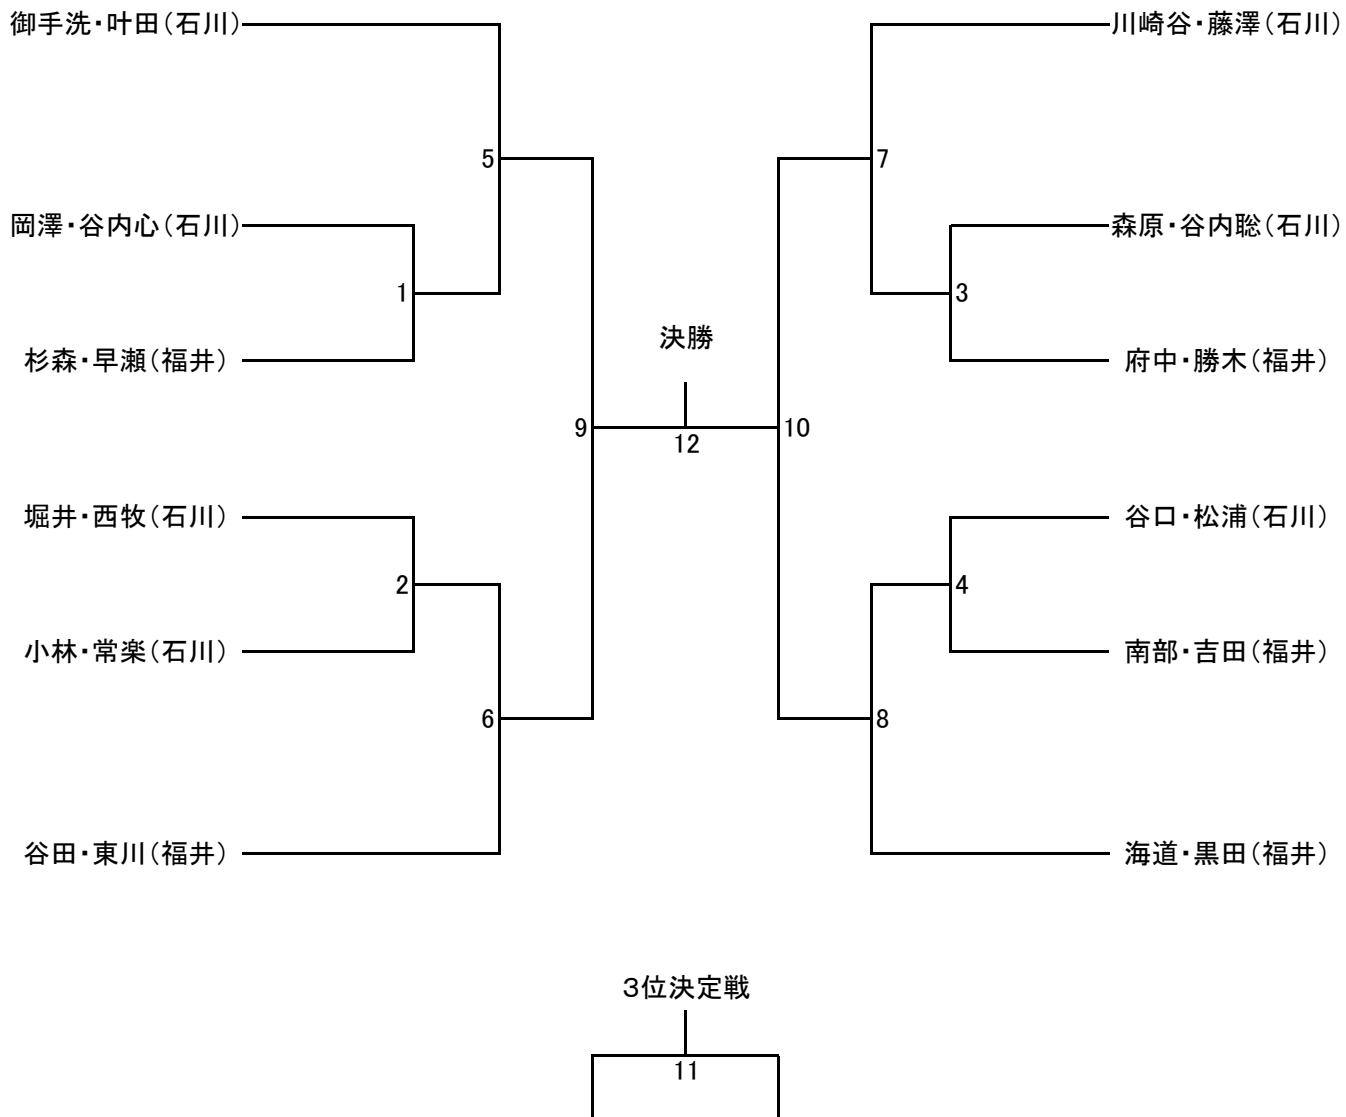 御手洗・叶田(石川)
川崎谷・藤澤(石川)
5
7
岡澤・谷内心(石川)
森原・谷内聡(石川)
1
3
決勝
杉森・早瀬(福井)
府中・勝木(福井)
9
12
10
堀井・西牧(石川)
谷口・松浦(石川)
2
4
小林・常楽(石川)
南部・吉田(福井)
6
8
谷田・東川(福井)
海道・黒田(福井)
3位決定戦
11